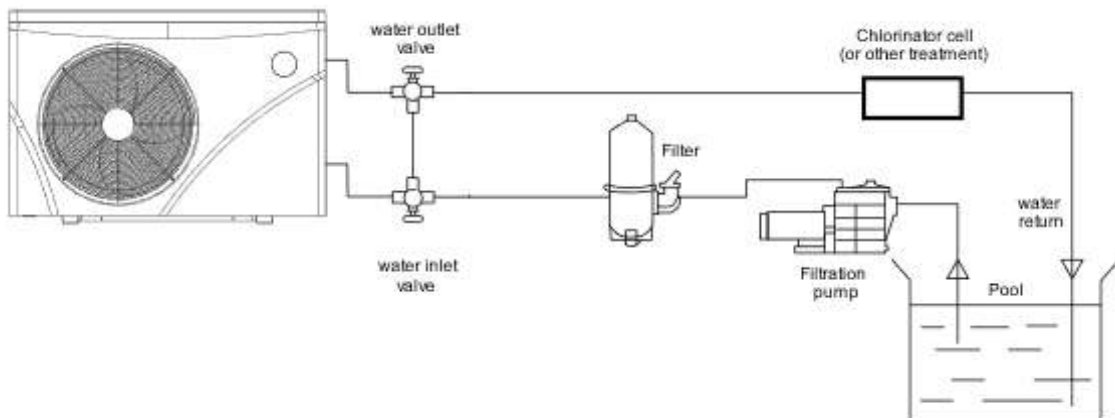 water outlet
valve
Chlorinator cell
(or other treatment)
Filter
water
return
water inlet
valve
Filtration
pump
Pool